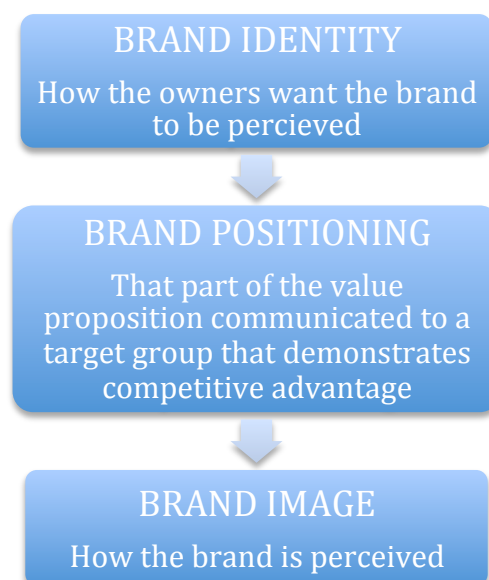 BRAND IDENTITY
How the owners want the brand
to be percieved
BRAND POSITIONING
That part of the value
proposition communicated to a
target group that demonstrates
competitive advantage
BRAND IMAGE
How the brand is perceived